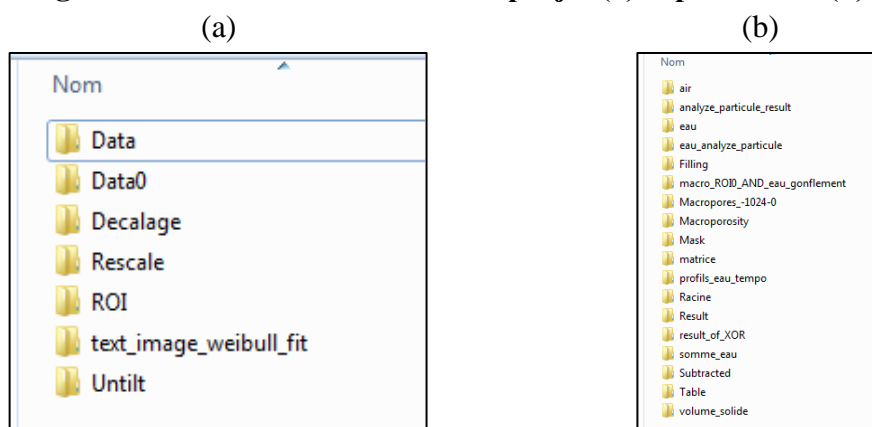 (a)
(b)
Nom
Data
Data0
Decalage
Rescale
ROI
text_image_weibull_fit
Untilt
Nom
air
analyze_particule_result
eau
eau_analyze_particule
Filling
macro_ROI0_AND_eau_gonflement
Macropores_-1024-0
Macroporosity
Mask
matrice
profils_eau_tempo
Racine
Result
result_of_XOR
somme_eau
Subtracted
Table
volume_solide